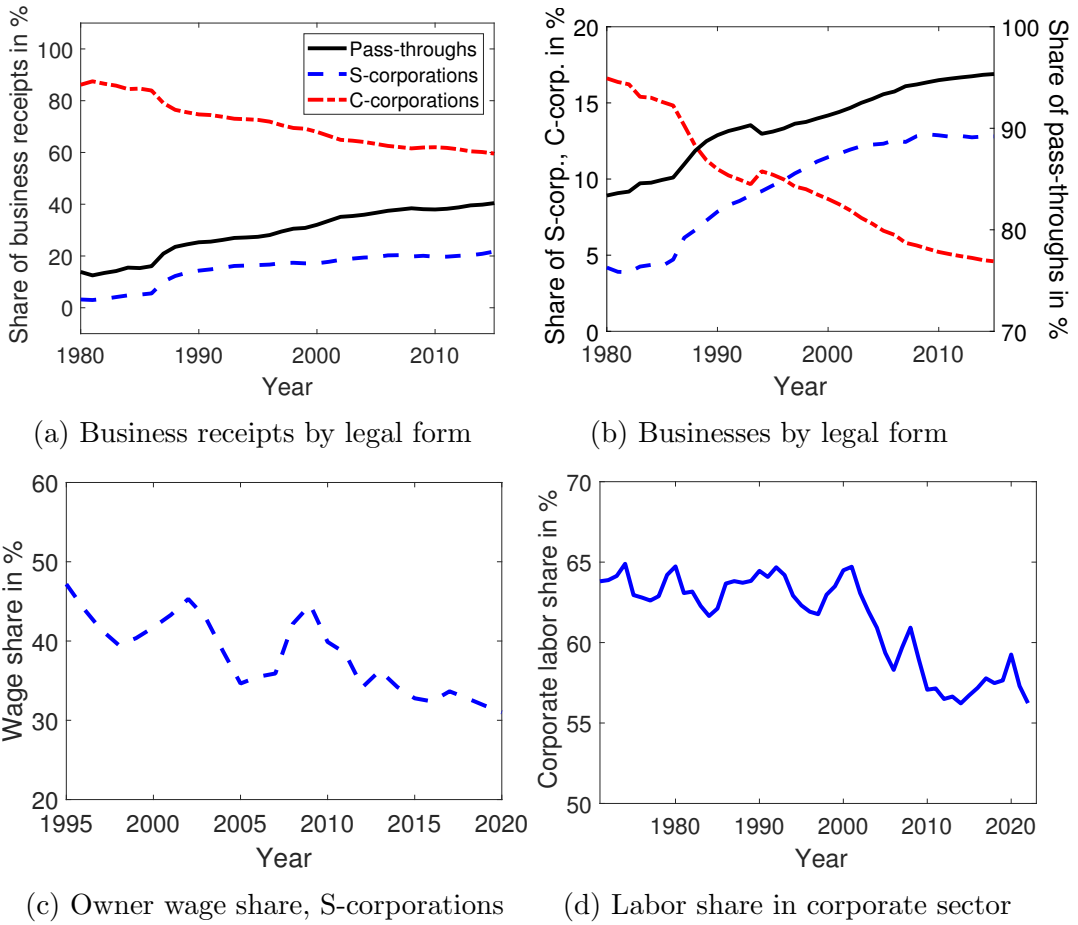 Share of business receipts in %
100
80
60
40
20
0
1980
1990
2000
2010
Year
Pass-throughs
S-corporations
C-corporations
(a) Business receipts by legal form
Share of S-corp., C-corp. in %
20
15
10
5
0
1980
1990
2000
2010
Year
100
90
80
70
Share of pass-throughs in %
(b) Businesses by legal form
Wage share in %
60
50
40
30
20
1995
2000
2005
2010
2015
2020
Year
(c) Owner wage share, S-corporations
Corporate labor share in %
70
65
60
55
50
1980
1990
2000
2010
2020
Year
(d) Labor share in corporate sector